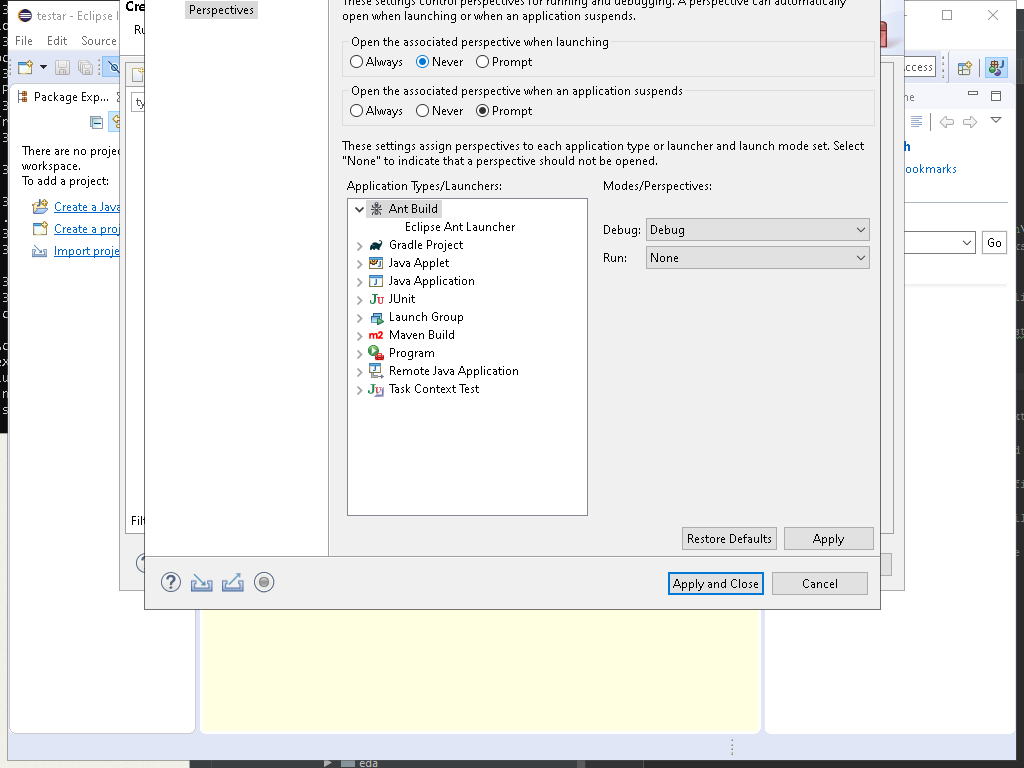 testar - Eclipse
Cre
File Edit Source
Perspectives
These settings control perspectives for running and debugging. A perspective can automatically
open when launching or when an application suspends.
Open the associated perspective when launching
Always Never Prompt
Open the associated perspective when an application suspends
Always Never Prompt
These settings assign perspectives to each application type or launcher and launch mode set. Select
"None" to indicate that a perspective should not be opened.
Application Types/Launchers:
Modes/Perspectives:
Ant Build
Eclipse Ant Launcher
Gradle Project
Java Applet
Java Application
JUnit
Launch Group
Maven Build
Program
Remote Java Application
Task Context Test
Debug: Debug
Run: None
Restore Defaults Apply
Apply and Close Cancel
Package Exp...
There are no proje
workspace.
To add a project:
Create a Java
Create a proj
Import proje
ty
Filt
ccess
ookmarks
Go
eda